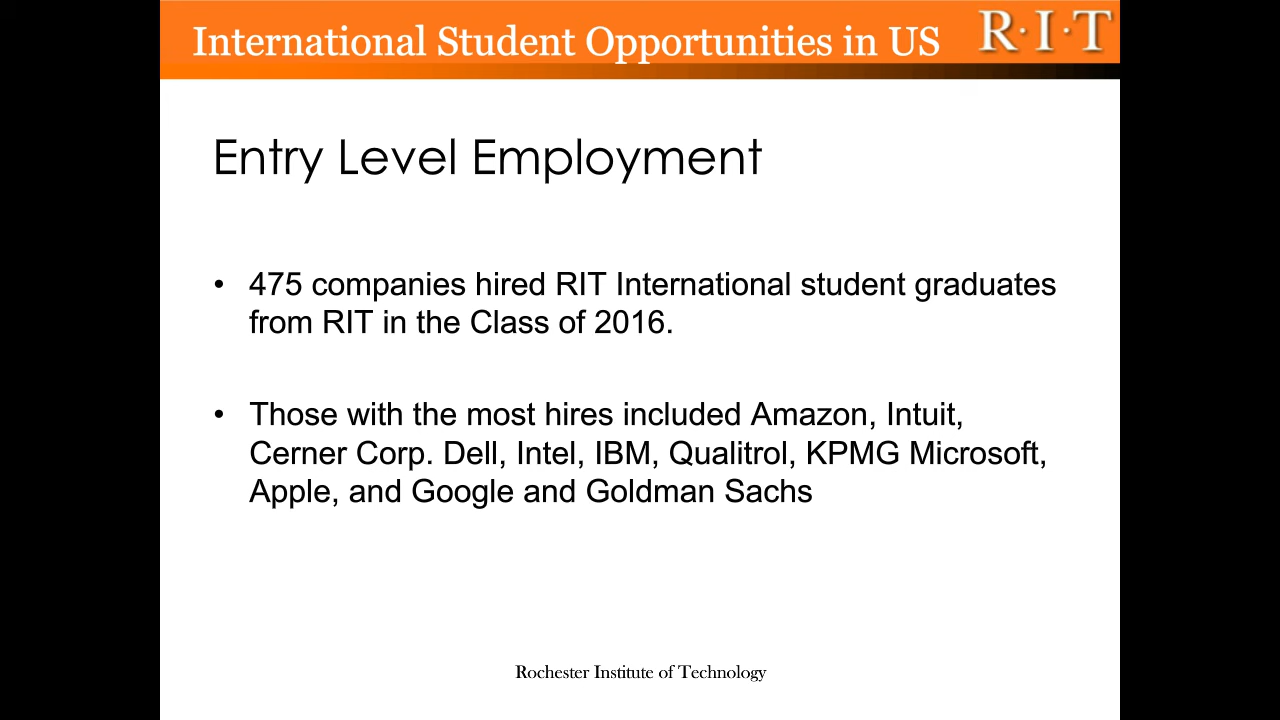 International Student Opportunities in US R·I·T
Entry Level Employment
• 475 companies hired RIT International student graduates
from RIT in the Class of 2016.
• Those with the most hires included Amazon, Intuit,
Cerner Corp. Dell, Intel, IBM, Qualitrol, KPMG Microsoft,
Apple, and Google and Goldman Sachs
Rochester Institute of Technology